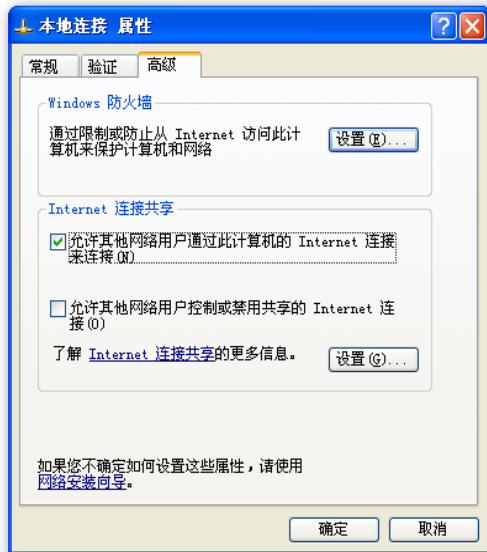 本地连接 属性
常规 验证 高级
Windows 防火墙
通过限制或防止从 Internet 访问此计
算机来保护计算机和网络
设置(E)...
Internet 连接共享
允许其他网络用户通过此计算机的 Internet 连接
来连接(N)
允许其他网络用户控制或禁用共享的 Internet 连
接(O)
了解 Internet 连接共享的更多信息。
设置(G)...
如果您不确定如何设置这些属性，请使用
网络安装向导。
确定 取消